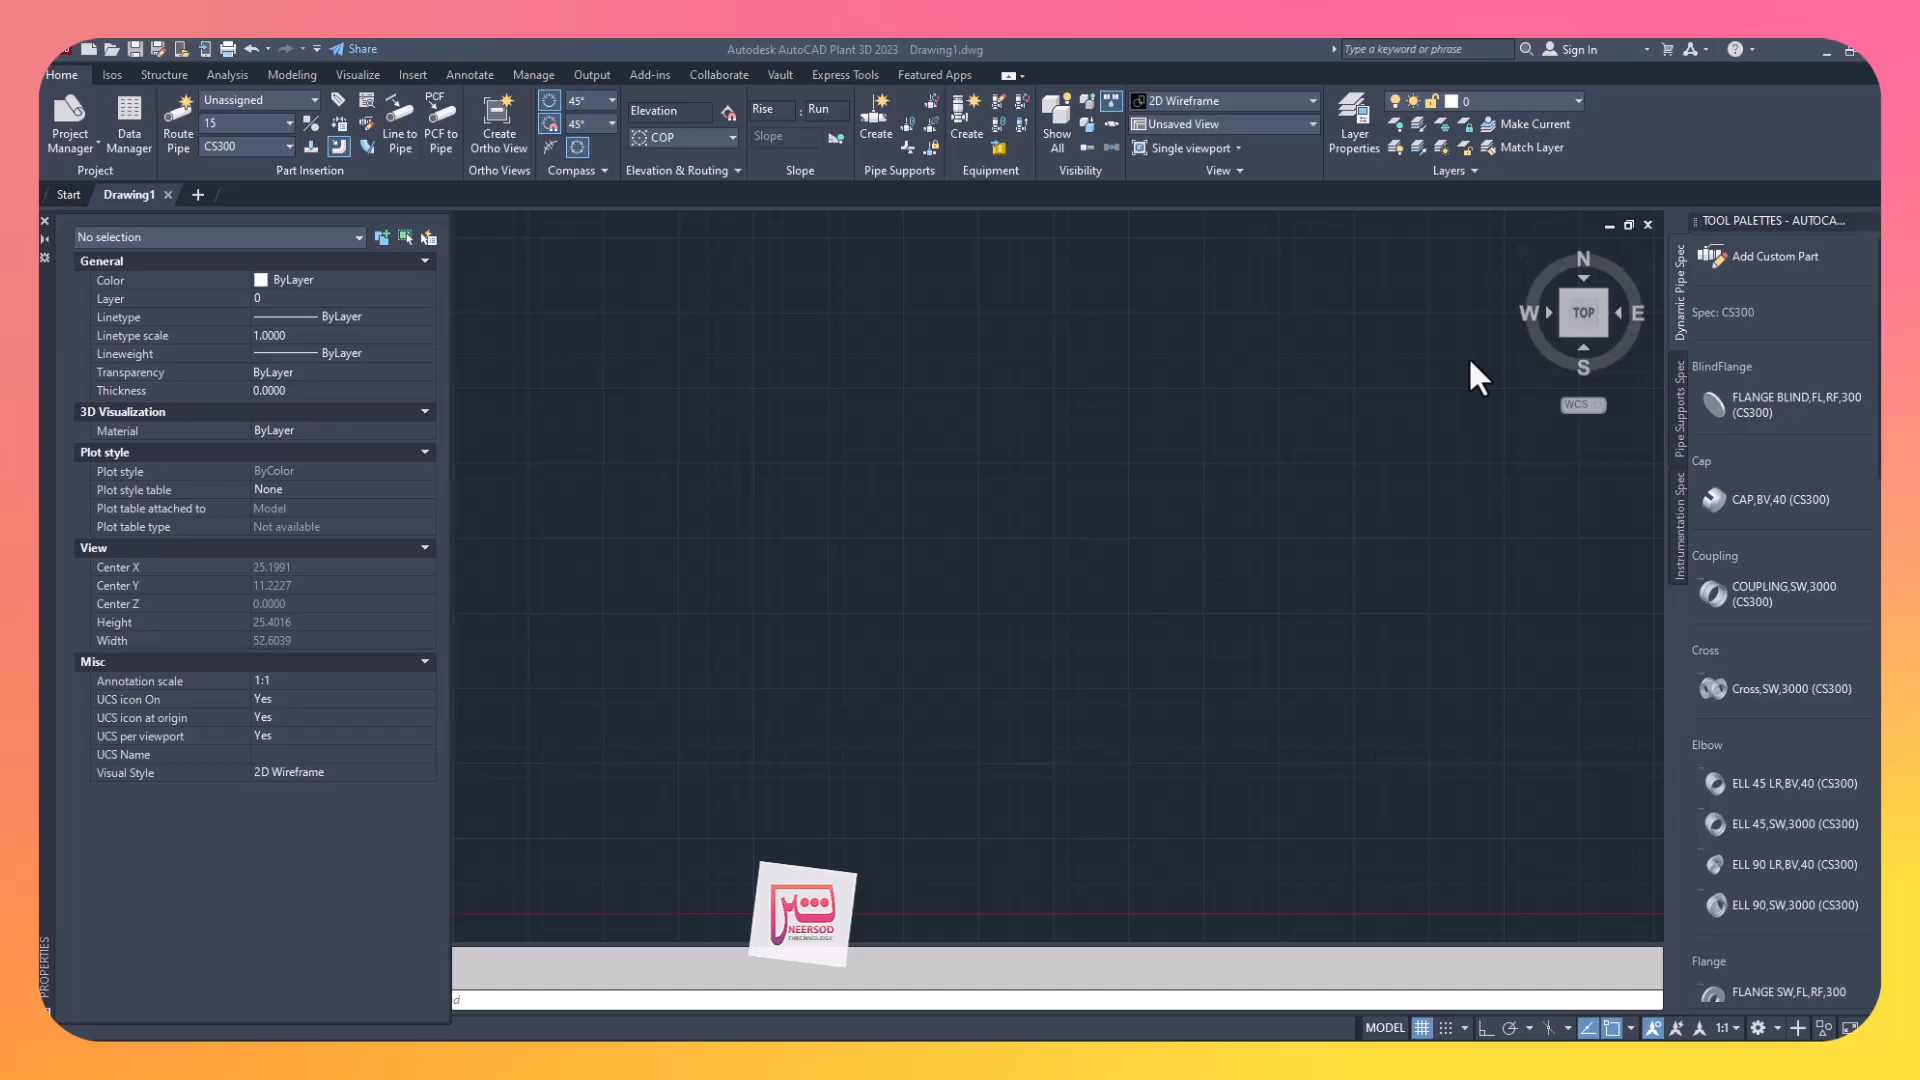 Share
Autodesk AutoCAD Plant 3D 2023 Drawing1.dwg
Type a keyword or phrase
Sign In
Home Isos Structure Analysis Modeling Visualize Insert Annotate Manage Output Add-ins Collaborate Vault Express Tools Featured Apps
Project Manager
Data Manager
Project
Route Pipe
Unassigned
15
CS300
Line to Pipe
PCF
PCF to Pipe
Part Insertion
Create Ortho View
Ortho Views
45°
45°
Compass
Elevation
COP
Elevation & Routing
Rise : Run
Slope
Slope
Create
Pipe Supports
Create
Equipment
Show All
Visibility
2D Wireframe
Unsaved View
Single viewport
View
Layer Properties
0
Make Current
Match Layer
Layers
Start Drawing1
No selection
General
Color ByLayer
Layer 0
Linetype ByLayer
Linetype scale 1.0000
Lineweight ByLayer
Transparency ByLayer
Thickness 0.0000
3D Visualization
Material ByLayer
Plot style
Plot style ByColor
Plot style table None
Plot table attached to Model
Plot table type Not available
View
Center X 25.1991
Center Y 11.2227
Center Z 0.0000
Height 25.4016
Width 52.6039
Misc
Annotation scale 1:1
UCS icon On Yes
UCS icon at origin Yes
UCS per viewport Yes
UCS Name
Visual Style 2D Wireframe
PROPERTIES
N
W TOP E
S
WCS
TOOL PALETTES - AUTOCA...
Dynamic Pipe Spec
Pipe Supports Spec
Instrumentation Spec
Add Custom Part
Spec: CS300
BlindFlange
FLANGE BLIND,FL,RF,300
(CS300)
Cap
CAP,BV,40 (CS300)
Coupling
COUPLING,SW,3000
(CS300)
Cross
Cross,SW,3000 (CS300)
Elbow
ELL 45 LR,BV,40 (CS300)
ELL 45,SW,3000 (CS300)
ELL 90 LR,BV,40 (CS300)
ELL 90,SW,3000 (CS300)
Flange
FLANGE SW,FL,RF,300
NEERSOD
MODEL 1:1